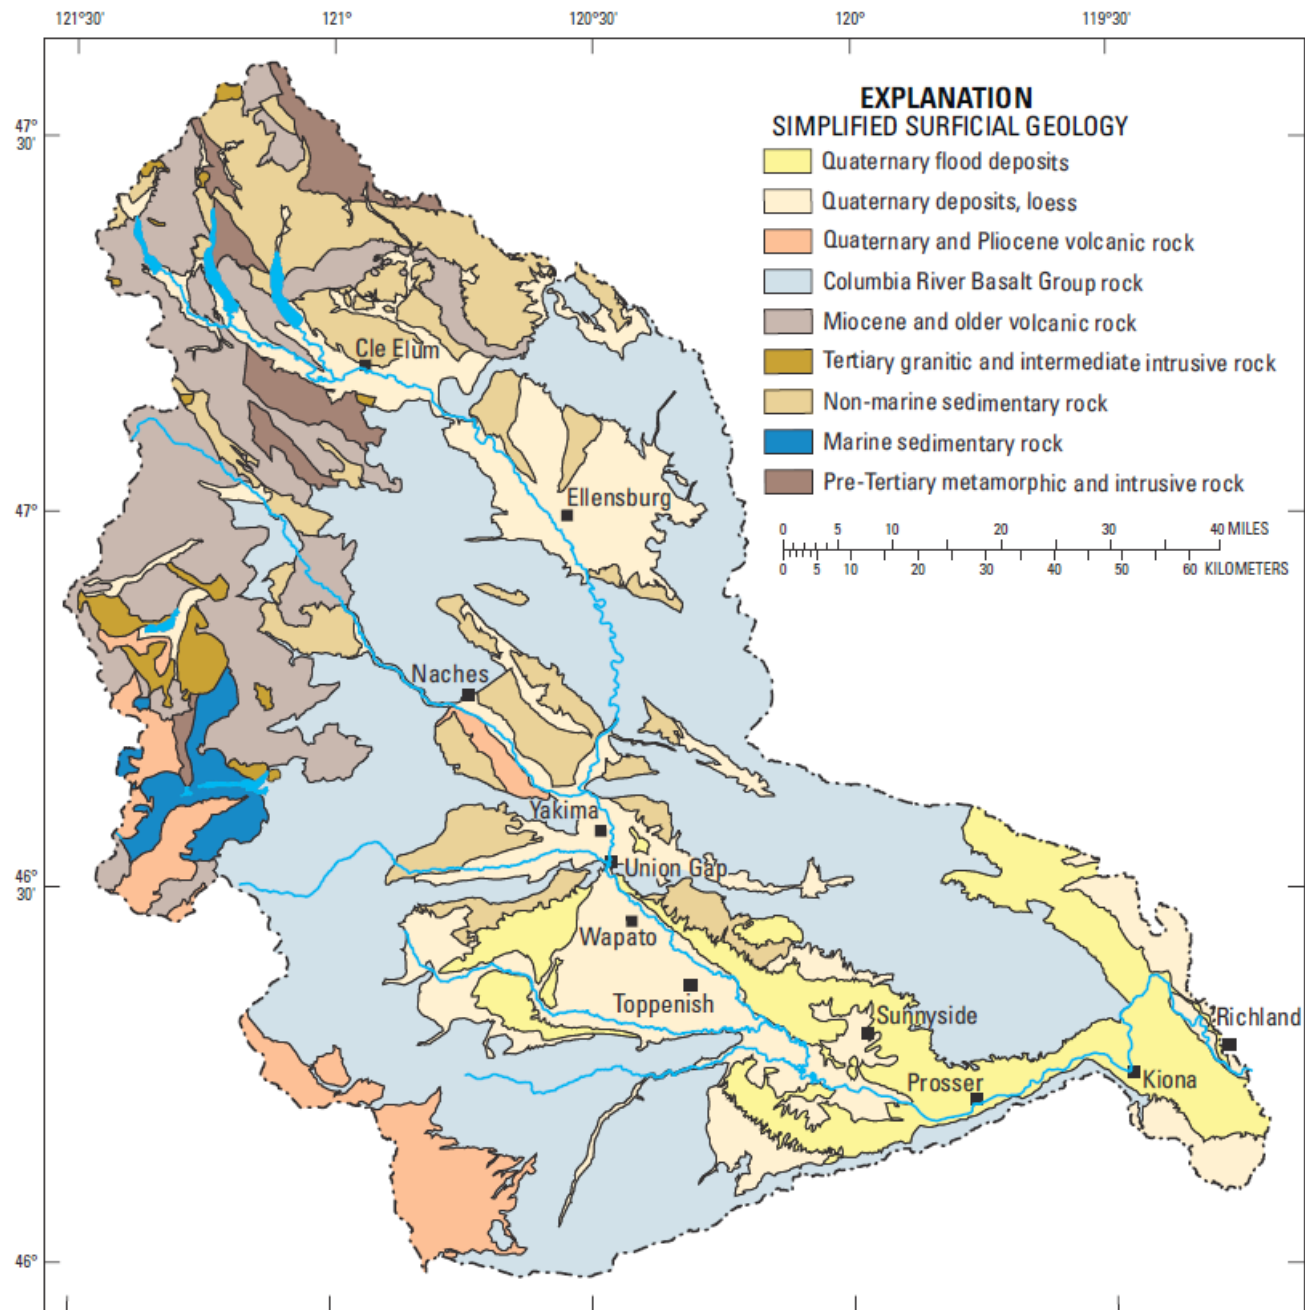 121°30' 121° 120°30' 120° 119°30'
47°
30'
47°
46°
30'
46°
EXPLANATION
SIMPLIFIED SURFICIAL GEOLOGY
Quaternary flood deposits
Quaternary deposits, loess
Quaternary and Pliocene volcanic rock
Columbia River Basalt Group rock
Miocene and older volcanic rock
Tertiary granitic and intermediate intrusive rock
Non-marine sedimentary rock
Marine sedimentary rock
Pre-Tertiary metamorphic and intrusive rock
0 5 10 20 30 40 MILES
0 5 10 20 30 40 50 60 KILOMETERS
Cle Elum
Ellensburg
Naches
Yakima
Union Gap
Wapato
Toppenish
Sunnyside
Richland
Prosser
Kiona